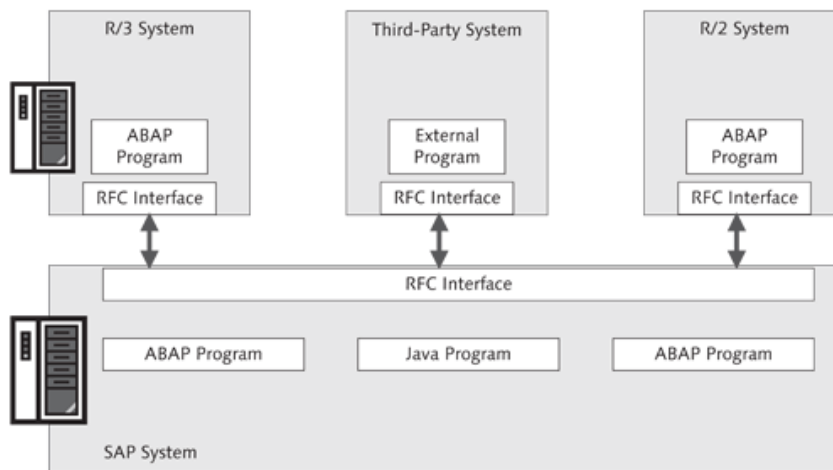 R/3 System
Third-Party System
R/2 System
ABAP
Program
External
Program
ABAP
Program
RFC Interface
RFC Interface
RFC Interface
RFC Interface
ABAP Program
Java Program
ABAP Program
SAP System